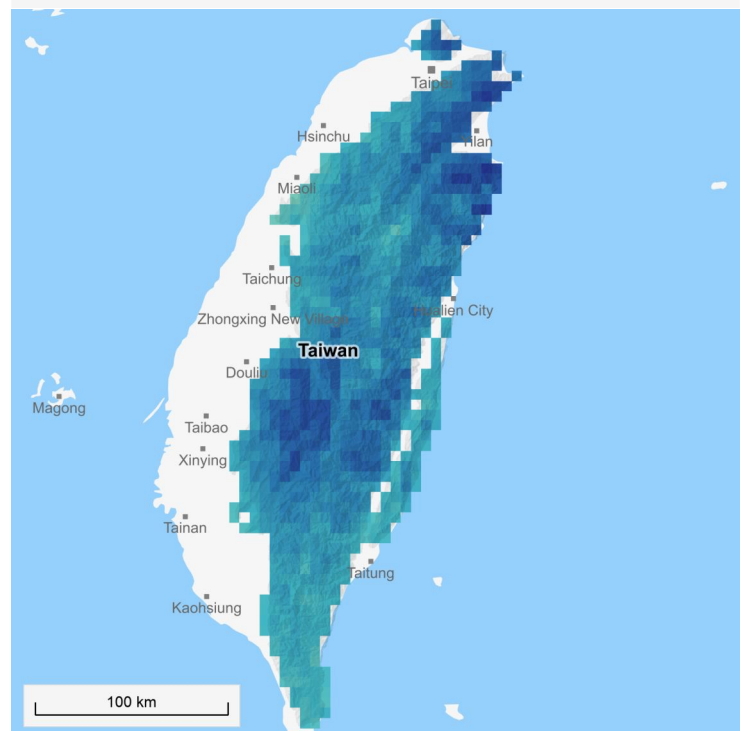 Taipei
Hsinchu
Yilan
Miaoli
Taichung
Hualien City
Zhongxing New Village
Taiwan
Douliu
Magong
Taibao
Xinying
Tainan
Taitung
Kaohsiung
100 km